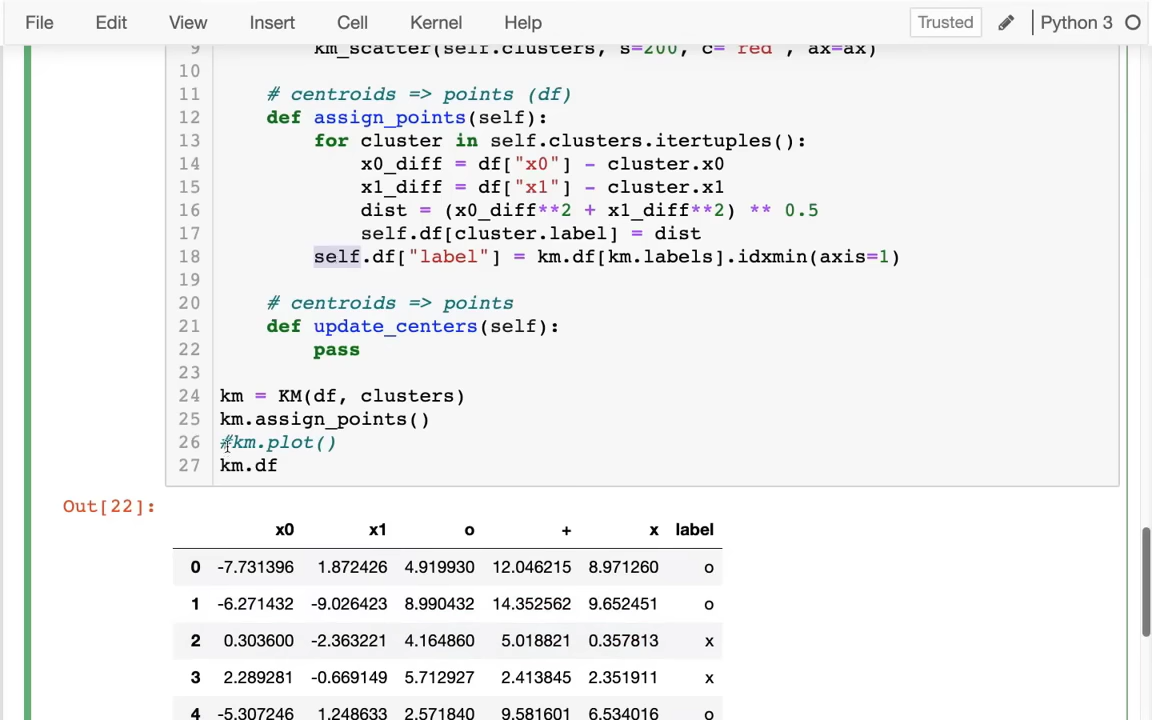 File Edit View Insert Cell Kernel Help Trusted Python 3
9 km_scatter(self.clusters, s=200, c="red", ax=ax)
10
11 # centroids => points (df)
12 def assign_points(self):
13 for cluster in self.clusters.itertuples():
14 x0_diff = df["x0"] - cluster.x0
15 x1_diff = df["x1"] - cluster.x1
16 dist = (x0_diff**2 + x1_diff**2) ** 0.5
17 self.df[cluster.label] = dist
18 self.df["label"] = km.df[km.labels].idxmin(axis=1)
19
20 # centroids => points
21 def update_centers(self):
22 pass
23
24 km = KM(df, clusters)
25 km.assign_points()
26 #km.plot()
27 km.df
Out[22]:
x0 x1 o + x label
0 -7.731396 1.872426 4.919930 12.046215 8.971260 o
1 -6.271432 -9.026423 8.990432 14.352562 9.652451 o
2 0.303600 -2.363221 4.164860 5.018821 0.357813 x
3 2.289281 -0.669149 5.712927 2.413845 2.351911 x
4 -5.307246 1.248633 2.571840 9.581601 6.534016 o